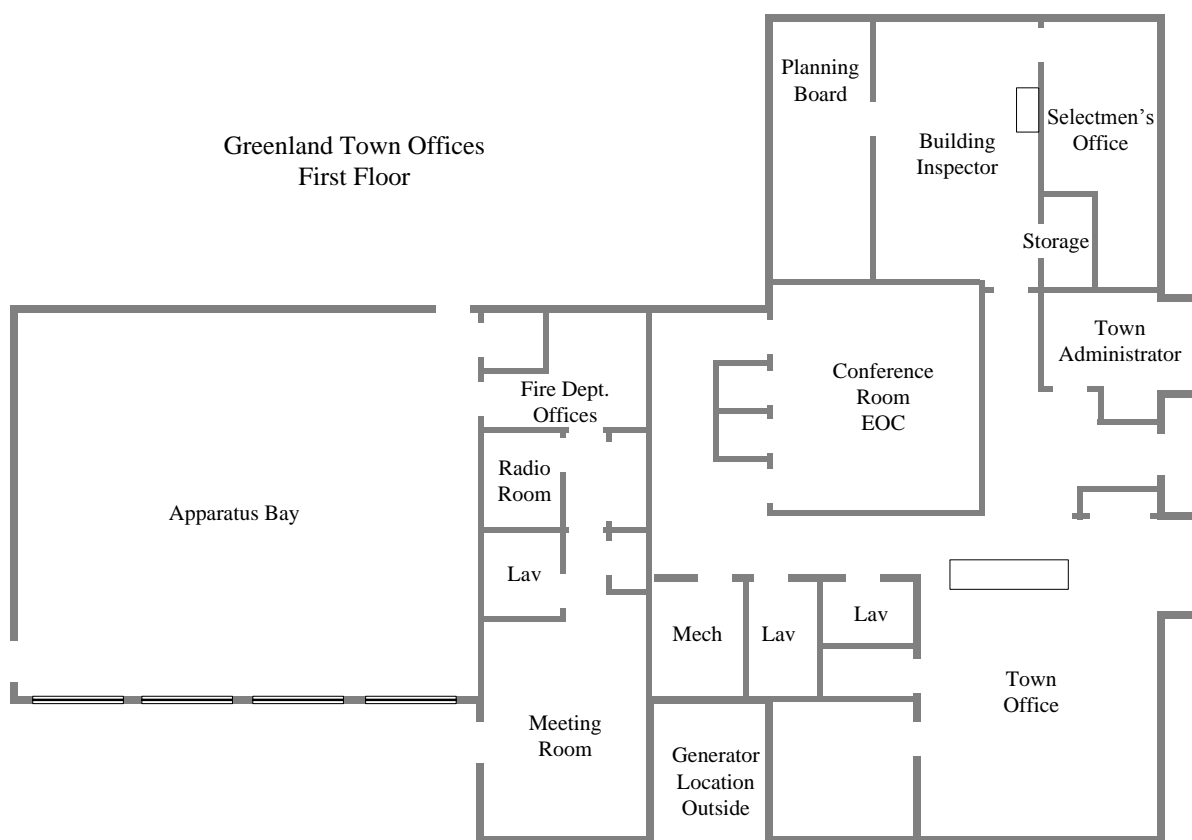 Greenland Town Offices
First Floor
Planning
Board
Building
Inspector
Selectmen's
Office
Storage
Town
Administrator
Conference
Room
EOC
Fire Dept.
Offices
Radio
Room
Apparatus Bay
Lav
Mech
Lav
Lav
Town
Office
Meeting
Room
Generator
Location
Outside